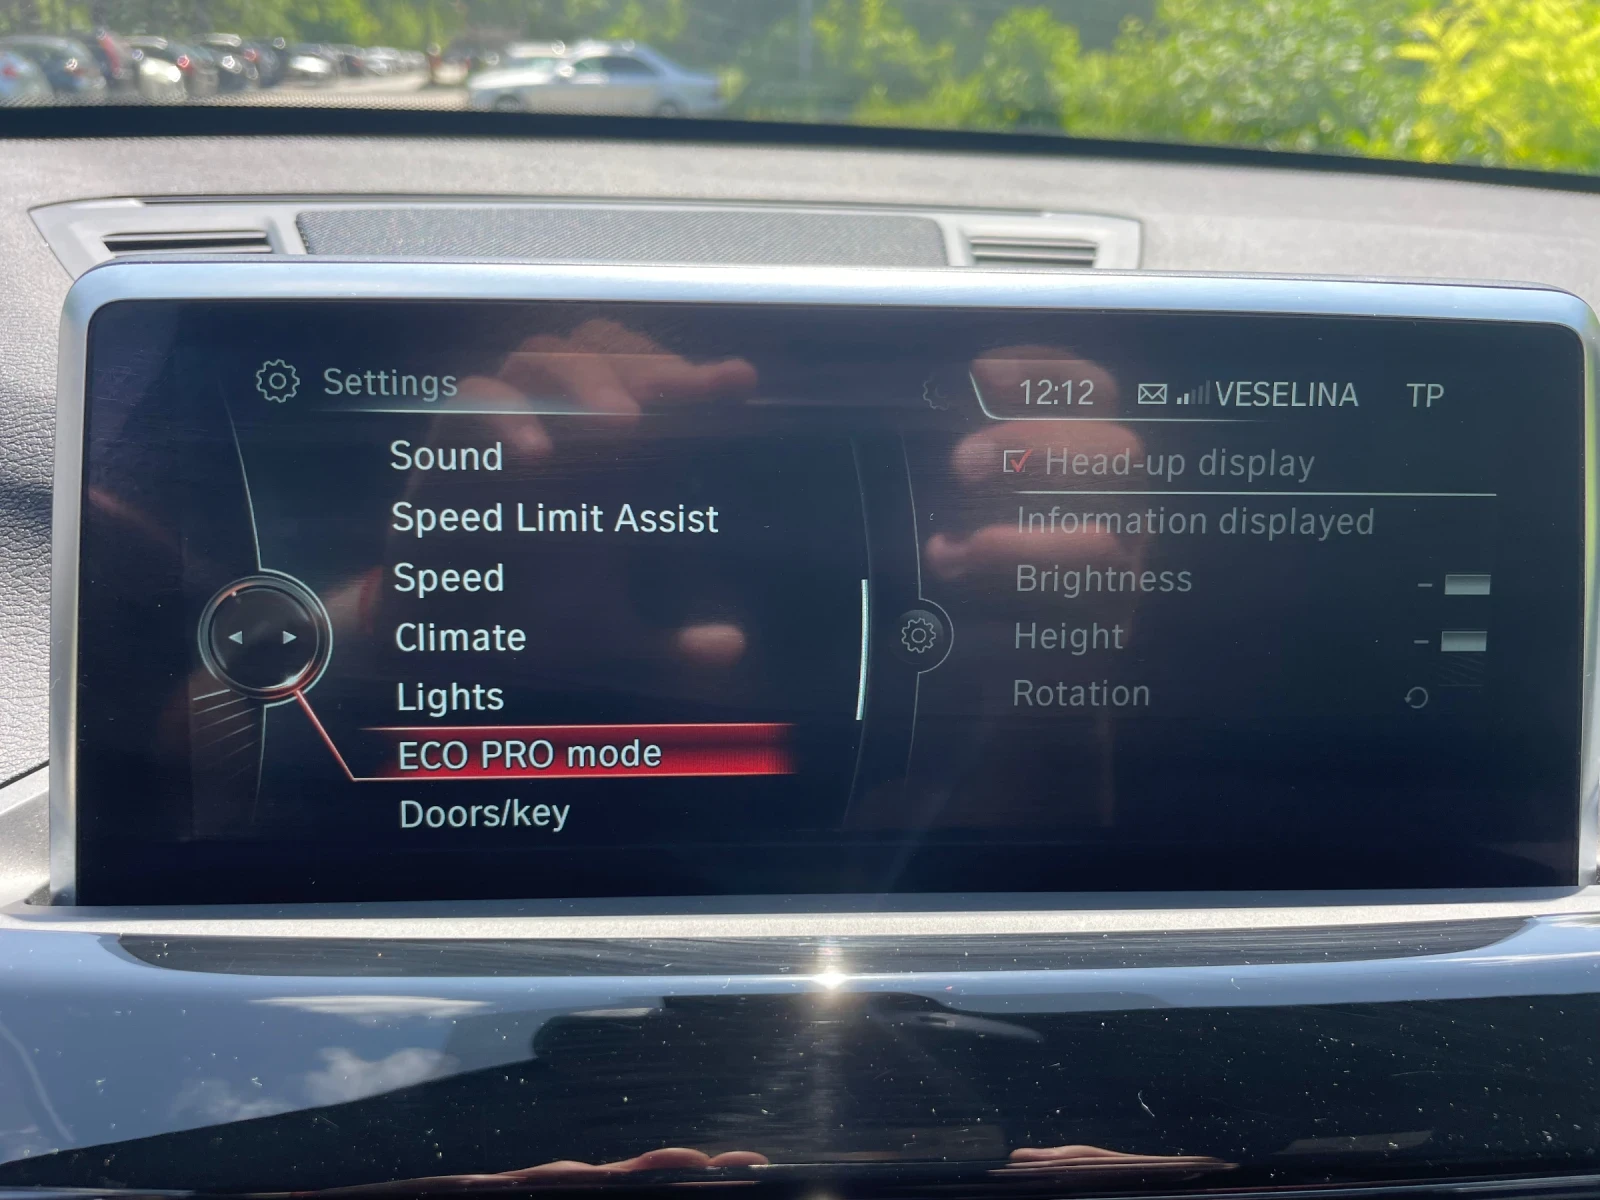 Settings
12:12 VESELINA TP
Sound
Speed Limit Assist
Speed
Climate
Lights
ECO PRO mode
Doors/key
Head-up display
Information displayed
Brightness
Height
Rotation